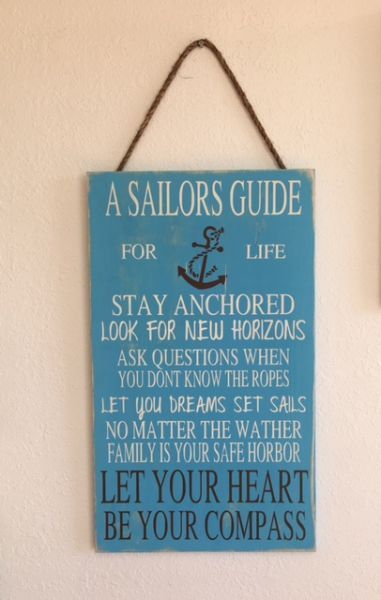 A SAILORS GUIDE
FOR LIFE
STAY ANCHORED
LOOK FOR NEW HORIZONS
ASK QUESTIONS WHEN
YOU DONT KNOW THE ROPES
LET YOU DREAMS SET SAILS
NO MATTER THE WATHER
FAMILY IS YOUR SAFE HORBOR
LET YOUR HEART
BE YOUR COMPASS